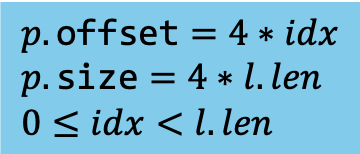 p.offset = 4 ∗ idx
p.size = 4 ∗ l.len
0 ≤ idx < l.len